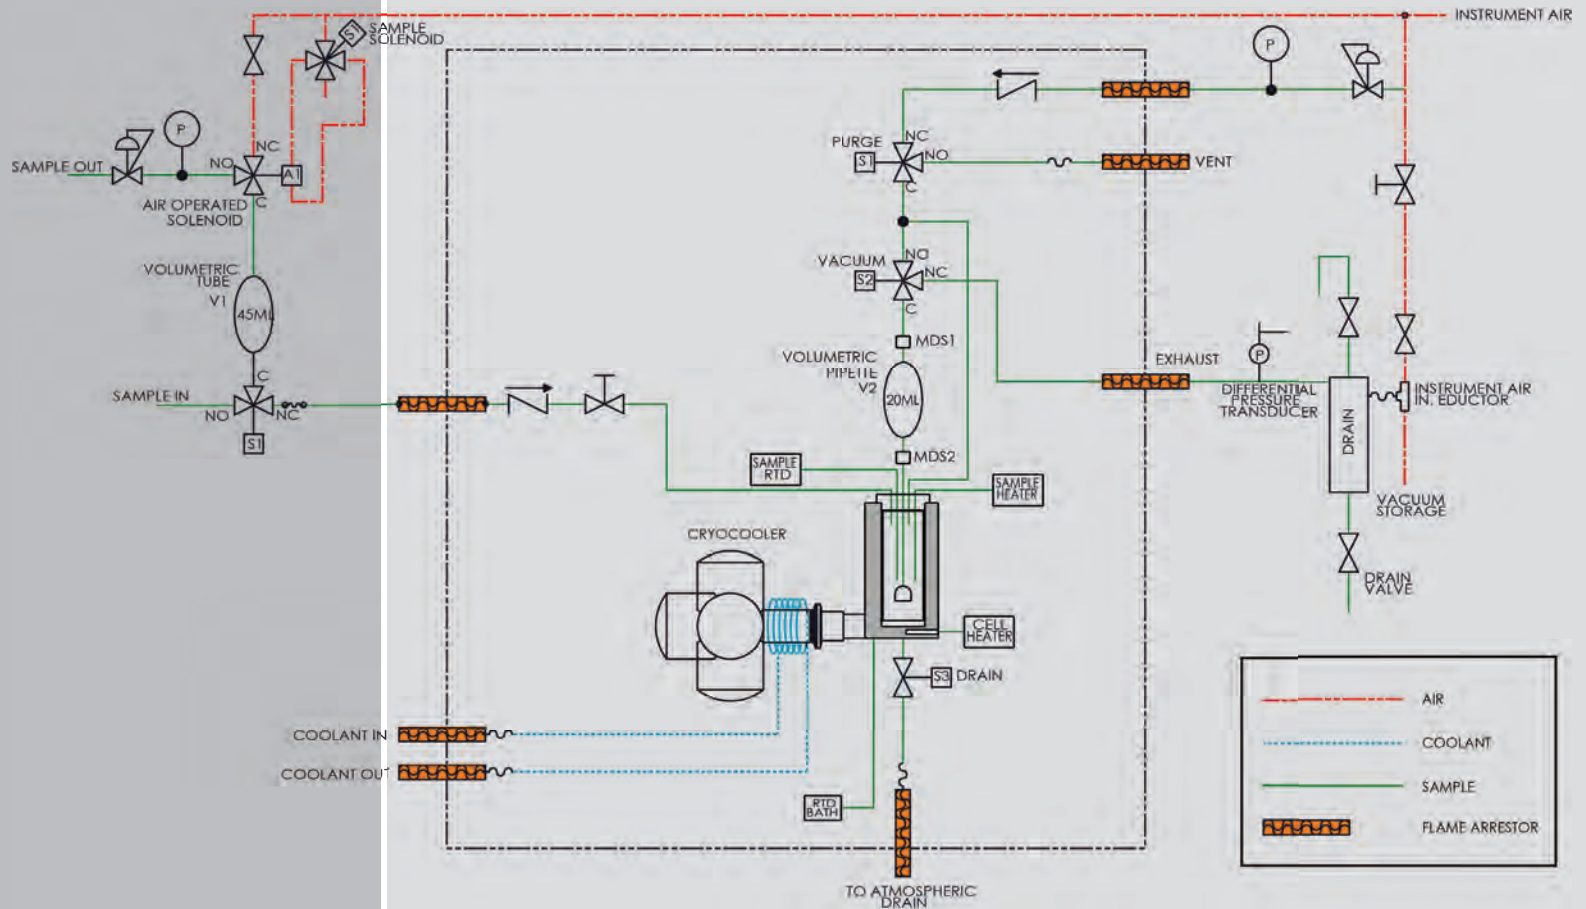 INSTRUMENT AIR
S1
SAMPLE
SOLENOID
P
P
NC
NO
SAMPLE OUT
A1
C
AIR OPERATED
SOLENOID
PURGE
NC
NO
S1
C
VENT
VOLUMETRIC
TUBE
V1
45ML
VACUUM
NO
NC
S2
C
MDS1
VOLUMETRIC
PIPETTE
V2
20ML
MDS2
EXHAUST
P
DIFFERENTIAL
PRESSURE
TRANSDUCER
INSTRUMENT AIR
IN. EDUCTOR
DRAIN
VACUUM
STORAGE
DRAIN
VALVE
SAMPLE IN
C
NO
NC
S1
SAMPLE
RTD
SAMPLE
HEATER
CRYOCOOLER
CELL
HEATER
S3
DRAIN
COOLANT IN
COOLANT OUT
RTD
BATH
TO ATMOSPHERIC
DRAIN
AIR
COOLANT
SAMPLE
FLAME ARRESTOR